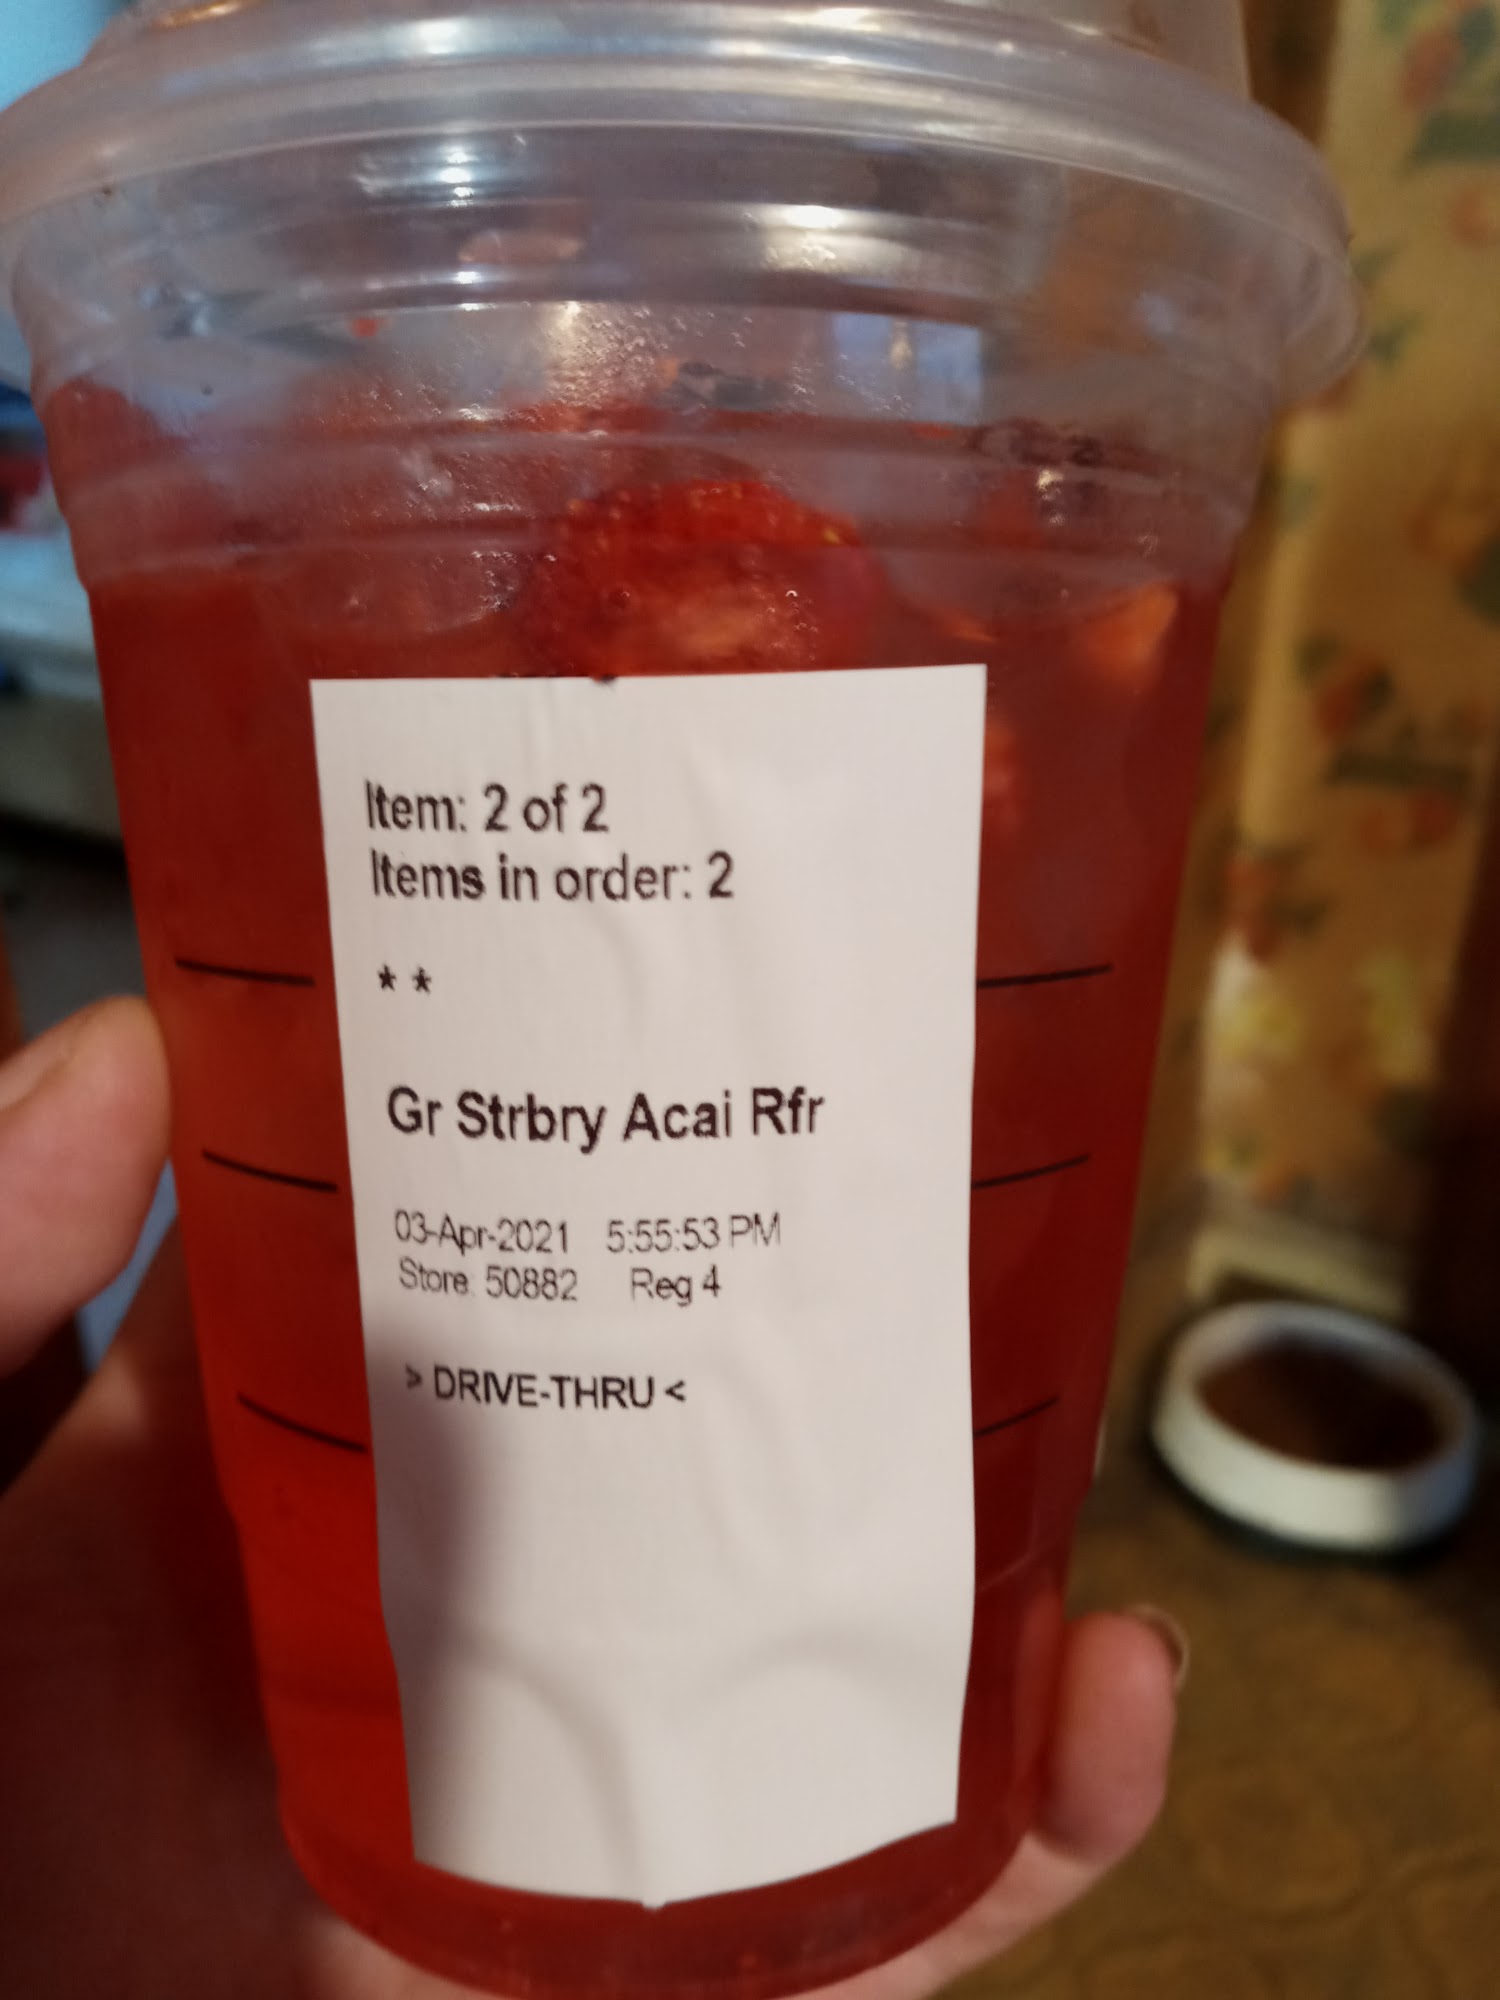 Item: 2 of 2
Items in order: 2
* *
Gr Strbry Acai Rfr
03-Apr-2021 5:55:53 PM
Store: 50882 Reg 4
> DRIVE-THRU <